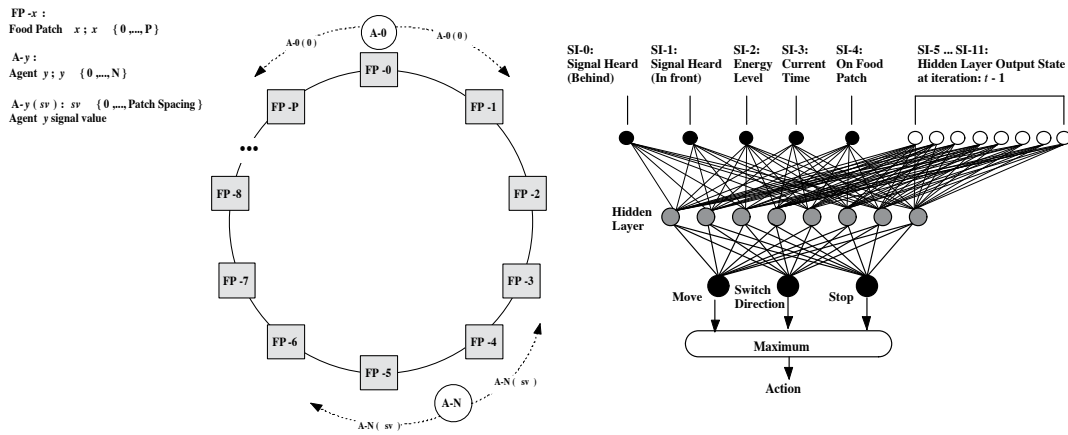 FP -x :
Food Patch x ; x { 0 ,..., P }
A- y :
Agent y ; y { 0 ,..., N }
A- y ( sv ) : sv { 0 ,..., Patch Spacing }
Agent y signal value
A-0 ( 0 )
A-0
A-0 ( 0 )
FP -0
FP -P
FP -1
•••
FP -8
FP -2
FP -7
FP -3
FP -6
FP -4
FP -5
A-N ( sv )
A-N
A-N ( sv )
SI-0:
Signal Heard
(Behind)
SI-1:
Signal Heard
(In front)
SI-2:
Energy
Level
SI-3:
Current
Time
SI-4:
On Food
Patch
SI-5 ... SI-11:
Hidden Layer Output State
at iteration: t - 1
Hidden
Layer
Move
Switch
Direction
Stop
Maximum
Action